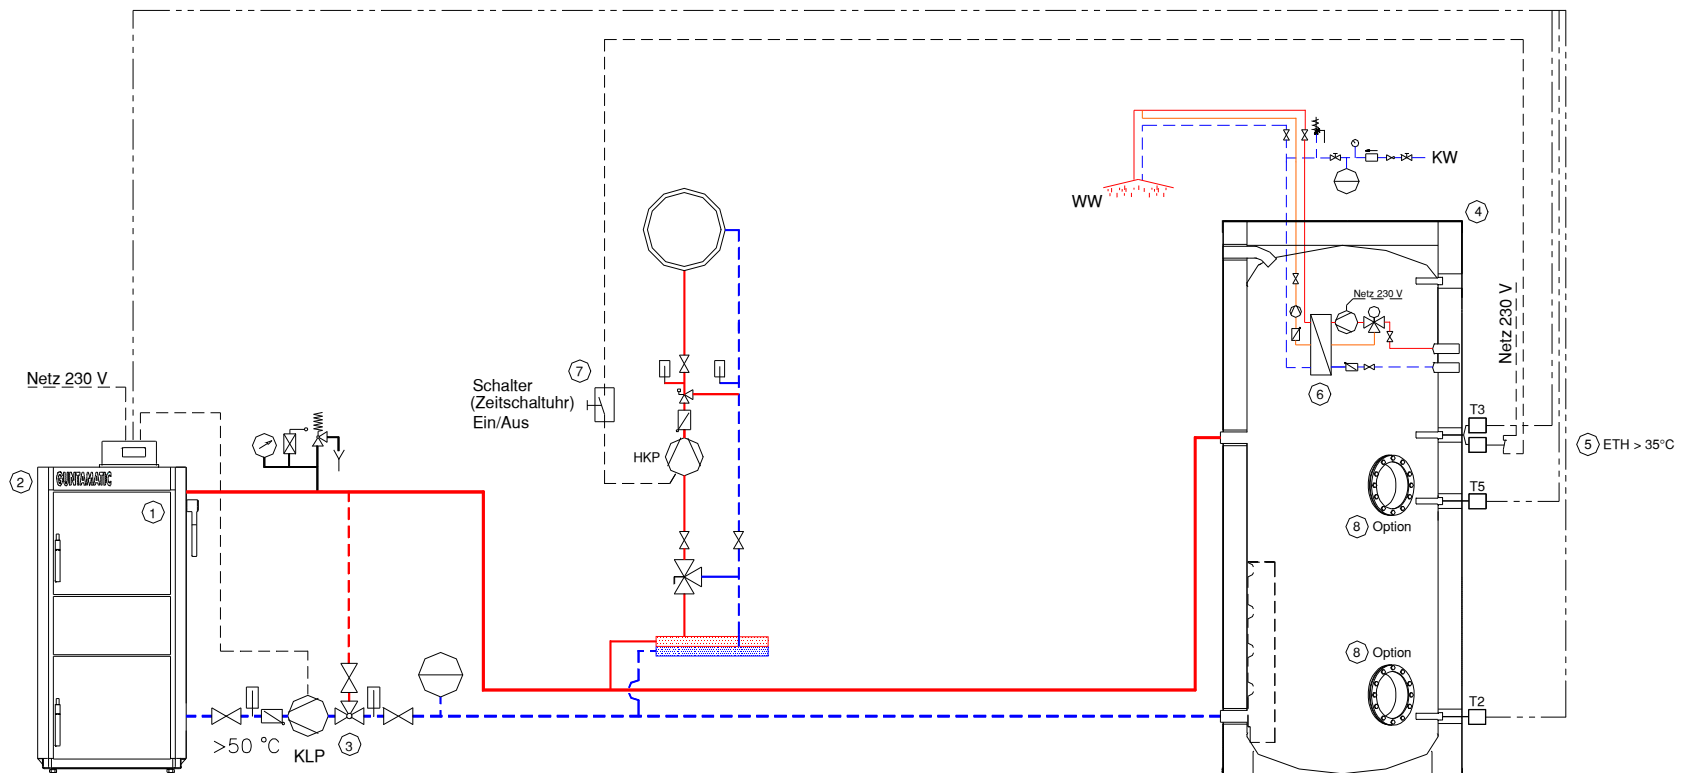 KW
WW
4
Netz 230 V
Netz 230 V
7
Schalter
(Zeitschaltuhr)
Ein/Aus
Netz 230 V
6
T3
5 ETH > 35°C
HKP
2
GUNTAMATIC
1
T5
8 Option
8 Option
T2
>50 °C
KLP
3